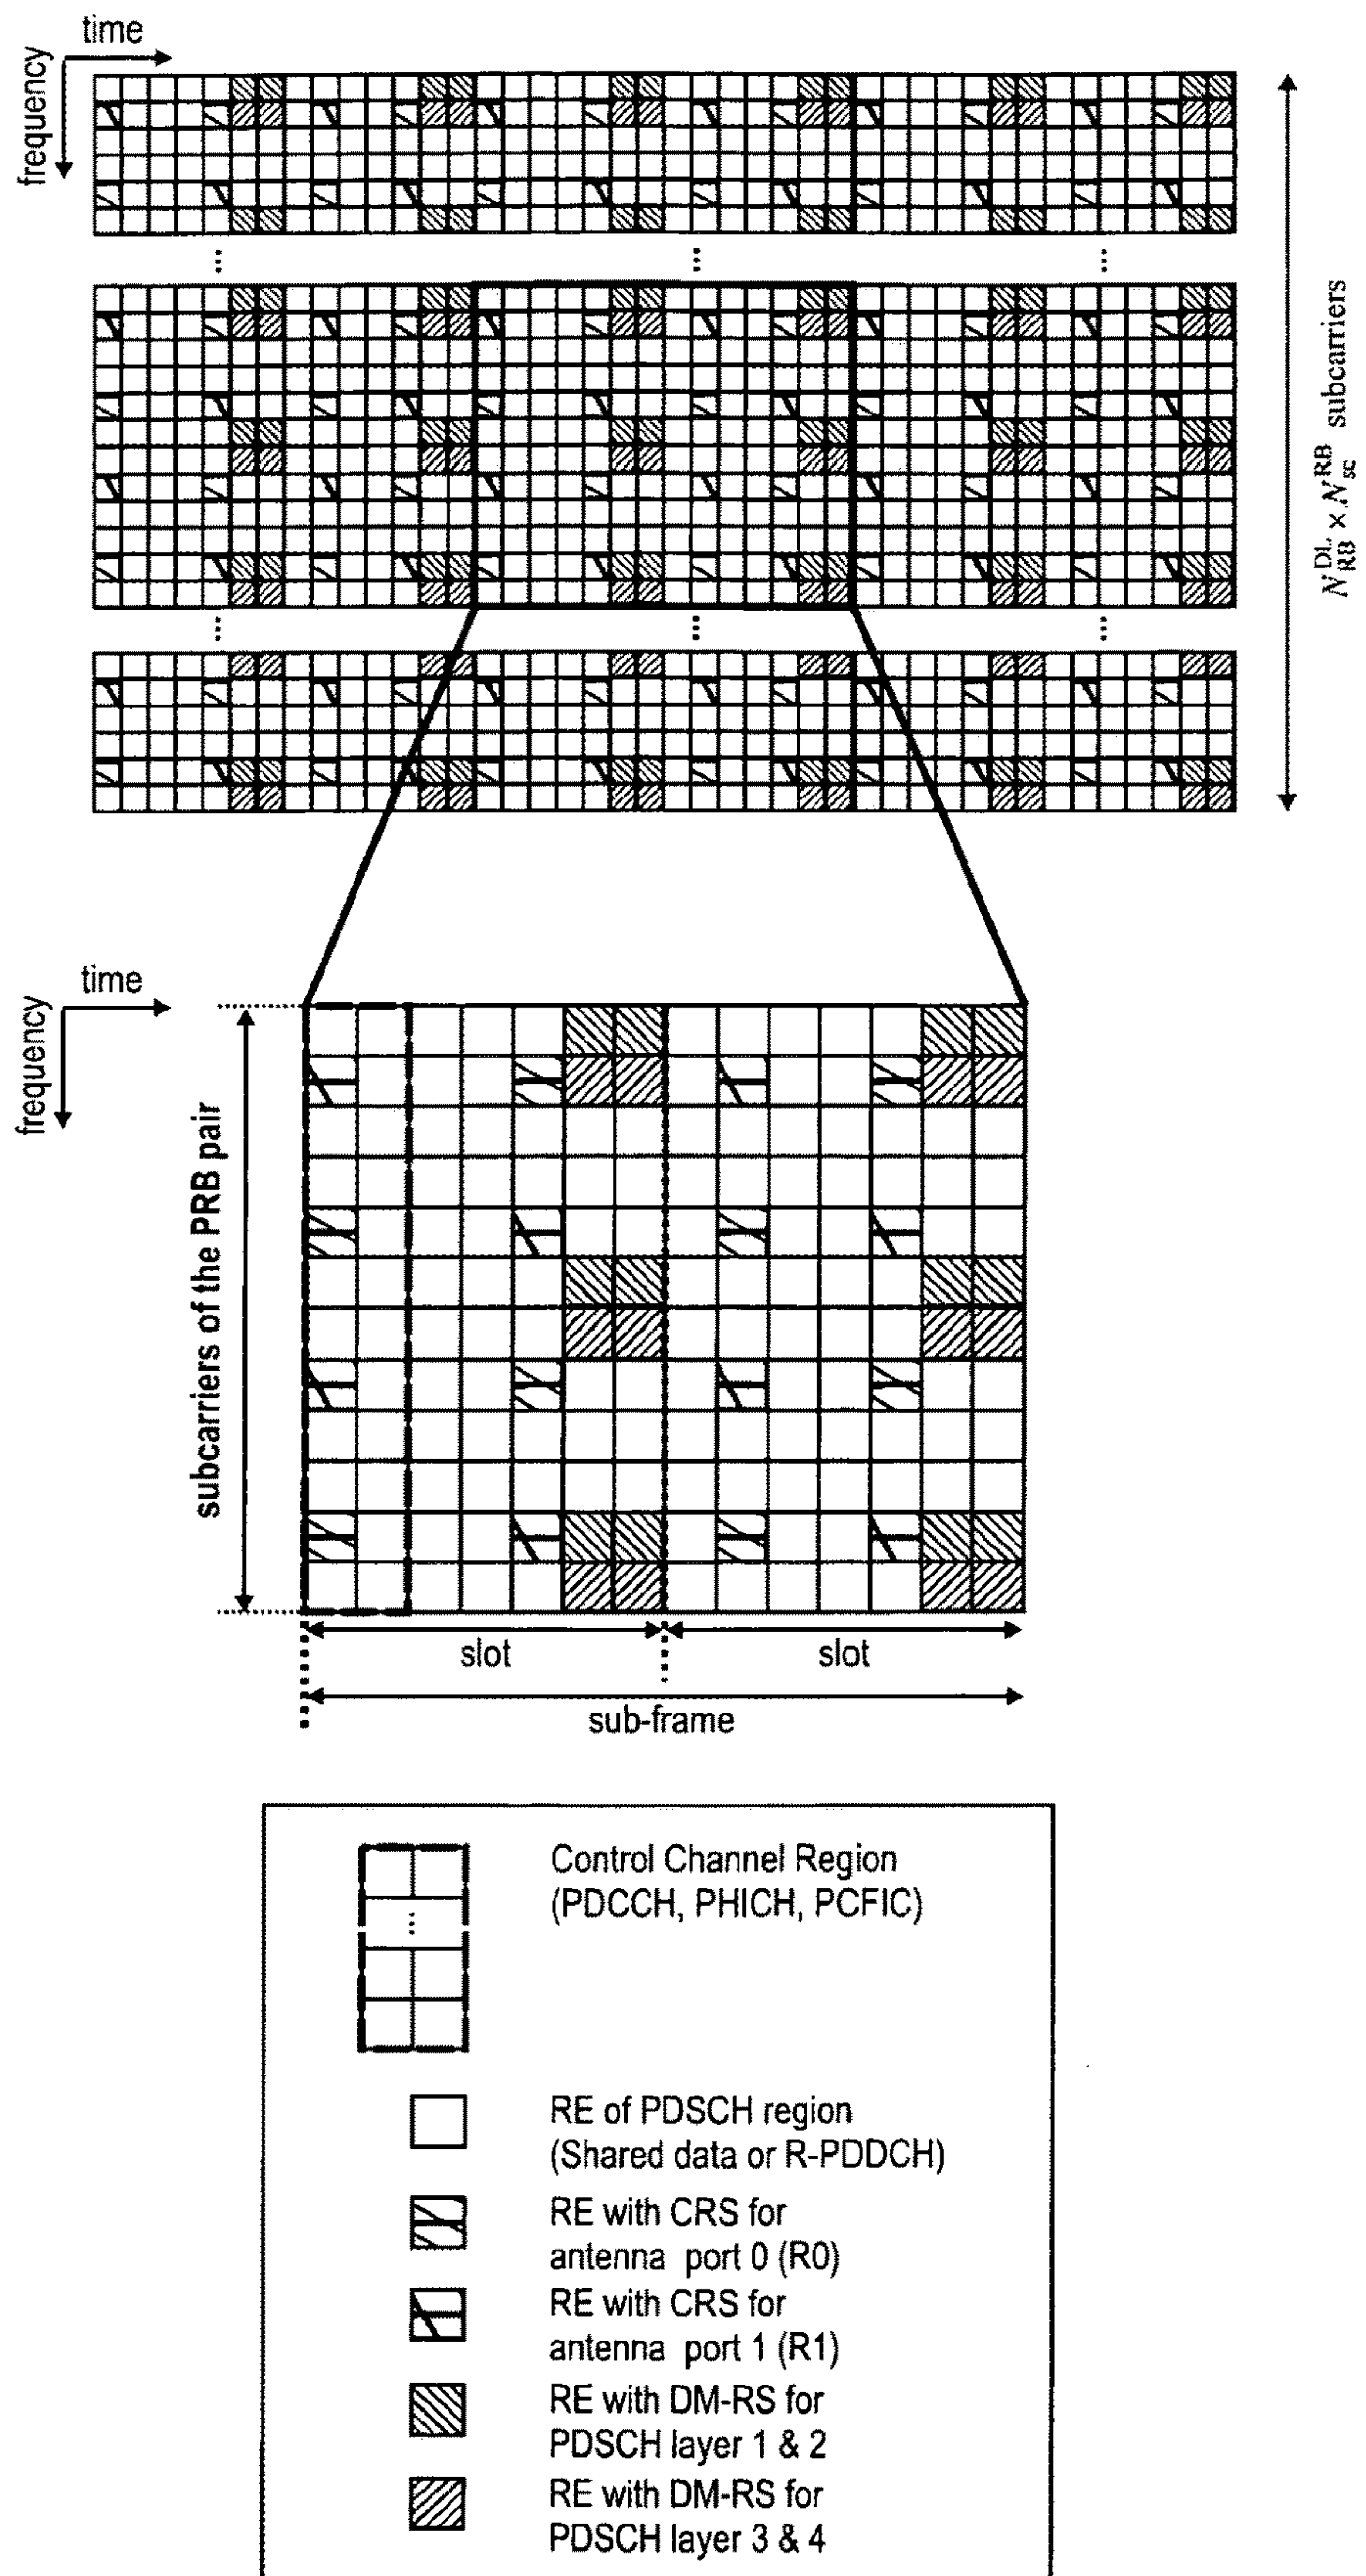 time
frequency
⋮ ⋮ ⋮
N_RB^DL × N_sc^RB subcarriers
⋮ ⋮ ⋮
time
frequency
subcarriers of the PRB pair
slot slot
sub-frame
Control Channel Region
(PDCCH, PHICH, PCFIC)
⋮
RE of PDSCH region
(Shared data or R-PDDCH)
RE with CRS for
antenna port 0 (R0)
RE with CRS for
antenna port 1 (R1)
RE with DM-RS for
PDSCH layer 1 & 2
RE with DM-RS for
PDSCH layer 3 & 4